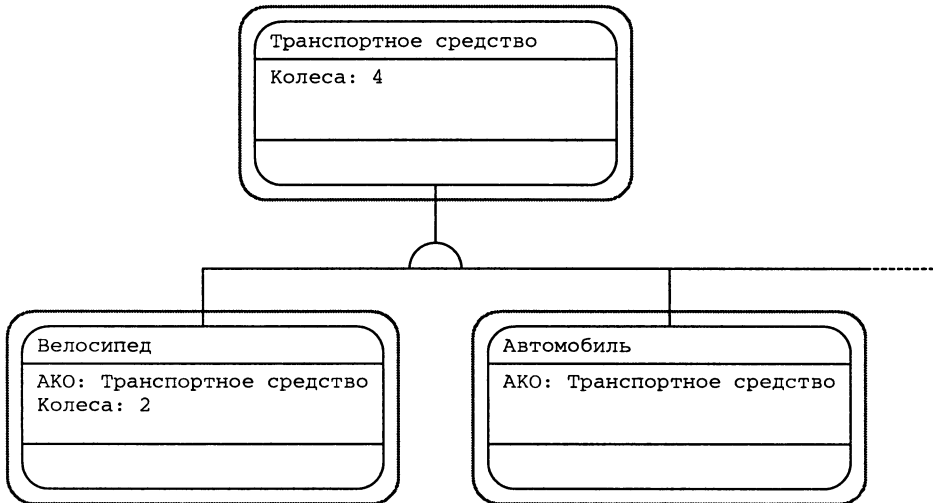 Транспортное средство
Колеса: 4
Велосипед
АКО: Транспортное средство
Колеса: 2
Автомобиль
АКО: Транспортное средство